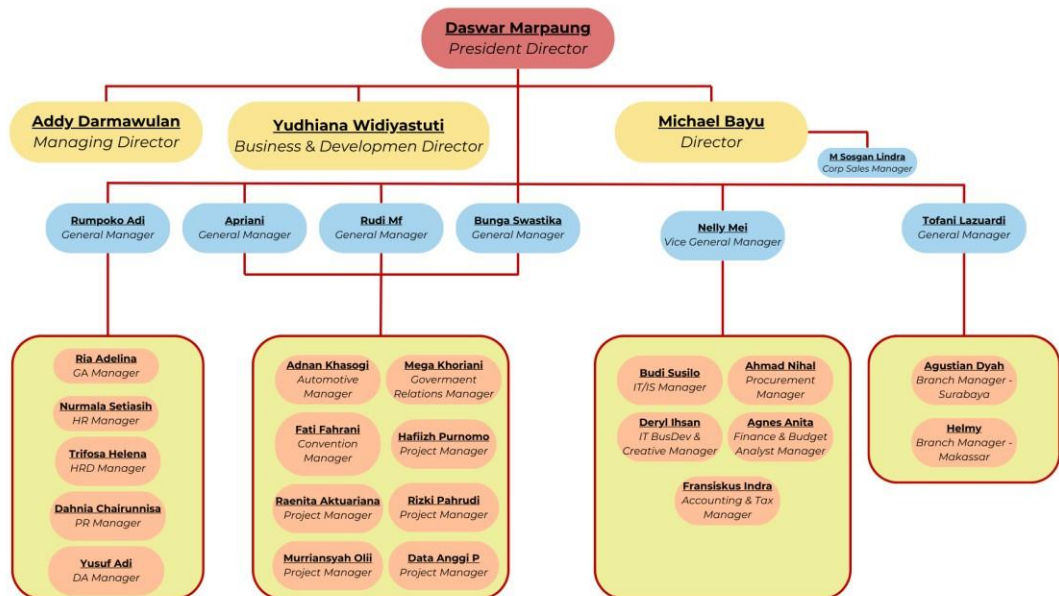 Daswar Marpaung
President Director
Addy Darmawulan
Managing Director
Yudhiana Widiyastuti
Business & Developmen Director
Michael Bayu
Director
M Sosgan Lindra
Corp Sales Manager
Rumpoko Adi
General Manager
Apriani
General Manager
Rudi Mf
General Manager
Bunga Swastika
General Manager
Nelly Mei
Vice General Manager
Tofani Lazuardi
General Manager
Ria Adelina
GA Manager
Nurmala Setiasih
HR Manager
Trifosa Helena
HRD Manager
Dahnia Chairunnisa
PR Manager
Yusuf Adi
DA Manager
Adnan Khasogi
Automotive
Manager
Mega Khoriani
Govermaent
Relations Manager
Fati Fahrani
Convention
Manager
Hafiizh Purnomo
Project Manager
Raenita Aktuariana
Project Manager
Rizki Pahrudi
Project Manager
Murriansyah Olii
Project Manager
Data Anggi P
Project Manager
Budi Susilo
IT/IS Manager
Ahmad Nihal
Procurement
Manager
Deryl Ihsan
IT BusDev &
Creative Manager
Agnes Anita
Finance & Budget
Analyst Manager
Fransiskus Indra
Accounting & Tax
Manager
Agustian Dyah
Branch Manager -
Surabaya
Helmy
Branch Manager -
Makassar